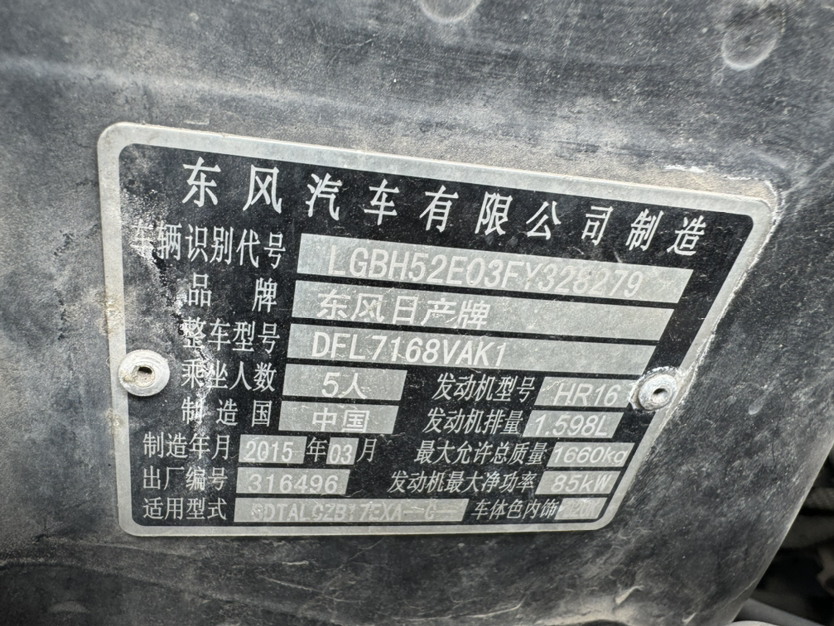 东风汽车有限公司制造
车辆识别代号 LGBH52E03FY328279
品牌 东风日产牌
整车型号 DFL7168VAK1
乘坐人数 5人 发动机型号 HR16
制造国 中国 发动机排量 1.598L
制造年月 2015 年 03 月 最大允许总质量 1660kg
出厂编号 316496 发动机最大净功率 85kW
适用型式 车体色内饰